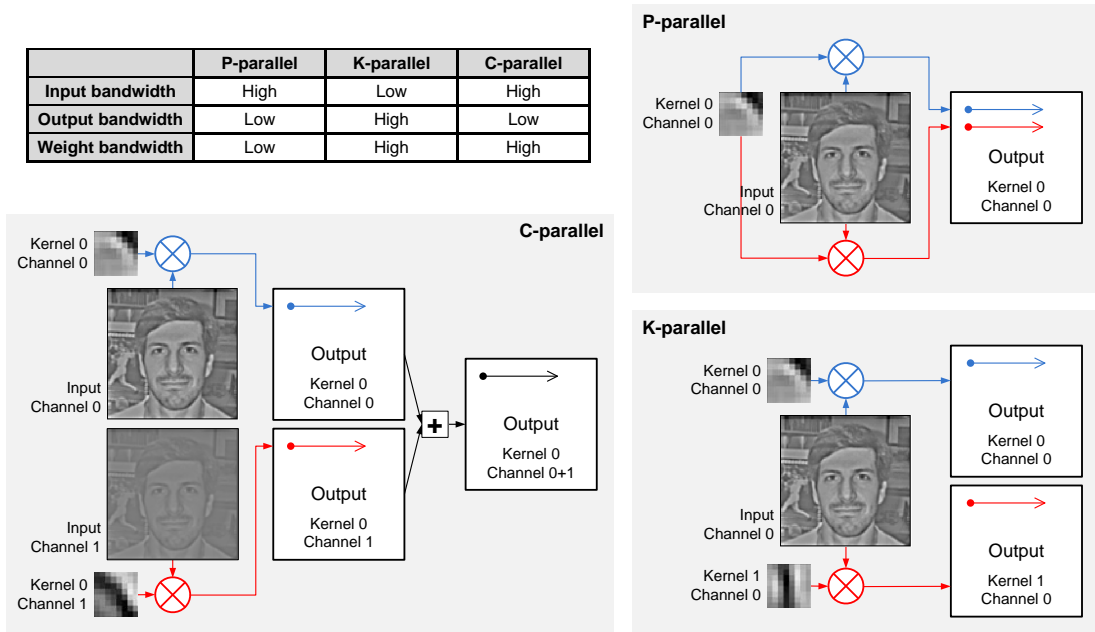 P-parallel K-parallel C-parallel
Input bandwidth High Low High
Output bandwidth Low High Low
Weight bandwidth Low High High
P-parallel
Kernel 0
Channel 0
Input
Channel 0
Output
Kernel 0
Channel 0
C-parallel
Kernel 0
Channel 0
Input
Channel 0
Output
Kernel 0
Channel 0
Input
Channel 1
Kernel 0
Channel 1
Output
Kernel 0
Channel 1
+
Output
Kernel 0
Channel 0+1
K-parallel
Kernel 0
Channel 0
Input
Channel 0
Kernel 1
Channel 0
Output
Kernel 0
Channel 0
Output
Kernel 1
Channel 0